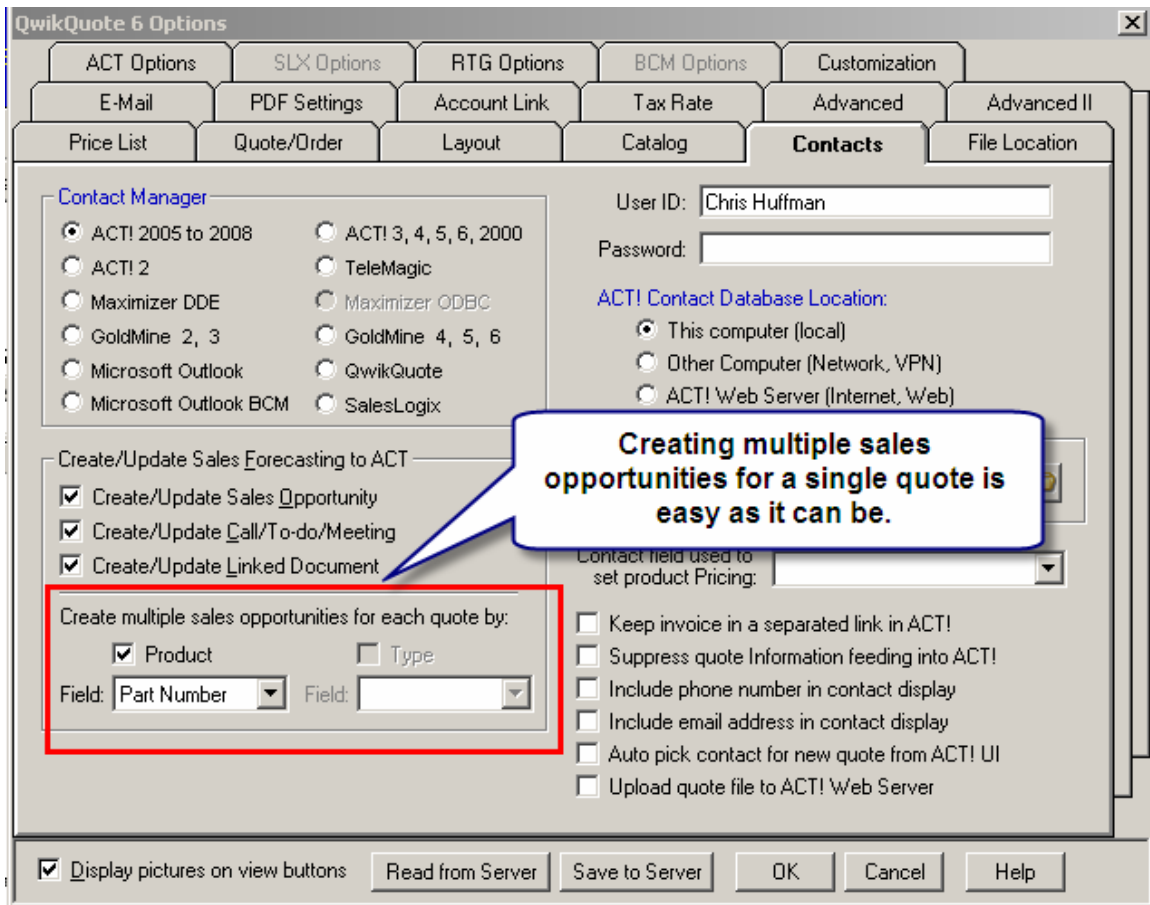 QwikQuote 6 Options
ACT Options SLX Options RTG Options BCM Options Customization
E-Mail PDF Settings Account Link Tax Rate Advanced Advanced II
Price List Quote/Order Layout Catalog Contacts File Location
Contact Manager
ACT! 2005 to 2008 ACT! 3, 4, 5, 6, 2000
ACT! 2 TeleMagic
Maximizer DDE Maximizer ODBC
GoldMine 2, 3 GoldMine 4, 5, 6
Microsoft Outlook QwikQuote
Microsoft Outlook BCM SalesLogix
User ID: Chris Huffman
Password:
ACT! Contact Database Location:
This computer (local)
Other Computer (Network, VPN)
ACT! Web Server (Internet, Web)
Creating multiple sales
opportunities for a single quote is
easy as it can be.
Create/Update Sales Forecasting to ACT
Create/Update Sales Opportunity
Create/Update Call/To-do/Meeting
Create/Update Linked Document
Create multiple sales opportunities for each quote by:
Product Type
Field: Part Number Field:
Contact field used to
set product Pricing:
Keep invoice in a separated link in ACT!
Suppress quote Information feeding into ACT!
Include phone number in contact display
Include email address in contact display
Auto pick contact for new quote from ACT! UI
Upload quote file to ACT! Web Server
Display pictures on view buttons Read from Server Save to Server OK Cancel Help